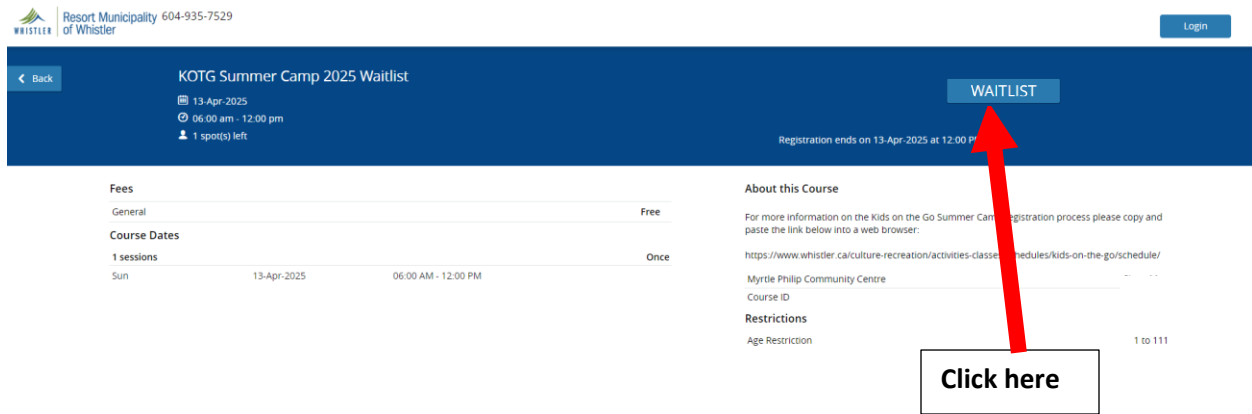 WHISTLER
Resort Municipality 604-935-7529
of Whistler
Login
Back
KOTG Summer Camp 2025 Waitlist
13-Apr-2025
06:00 am - 12:00 pm
1 spot(s) left
WAITLIST
Registration ends on 13-Apr-2025 at 12:00
Fees
General Free
Course Dates
1 sessions Once
Sun 13-Apr-2025 06:00 AM - 12:00 PM
About this Course
For more information on the Kids on the Go Summer registration process please copy and
paste the link below into a web browser:
https://www.whistler.ca/culture-recreation/activities-classes hedules/kids-on-the-go/schedule/
Myrtle Philip Community Centre
Course ID
Restrictions
Age Restriction 1 to 111
Click here